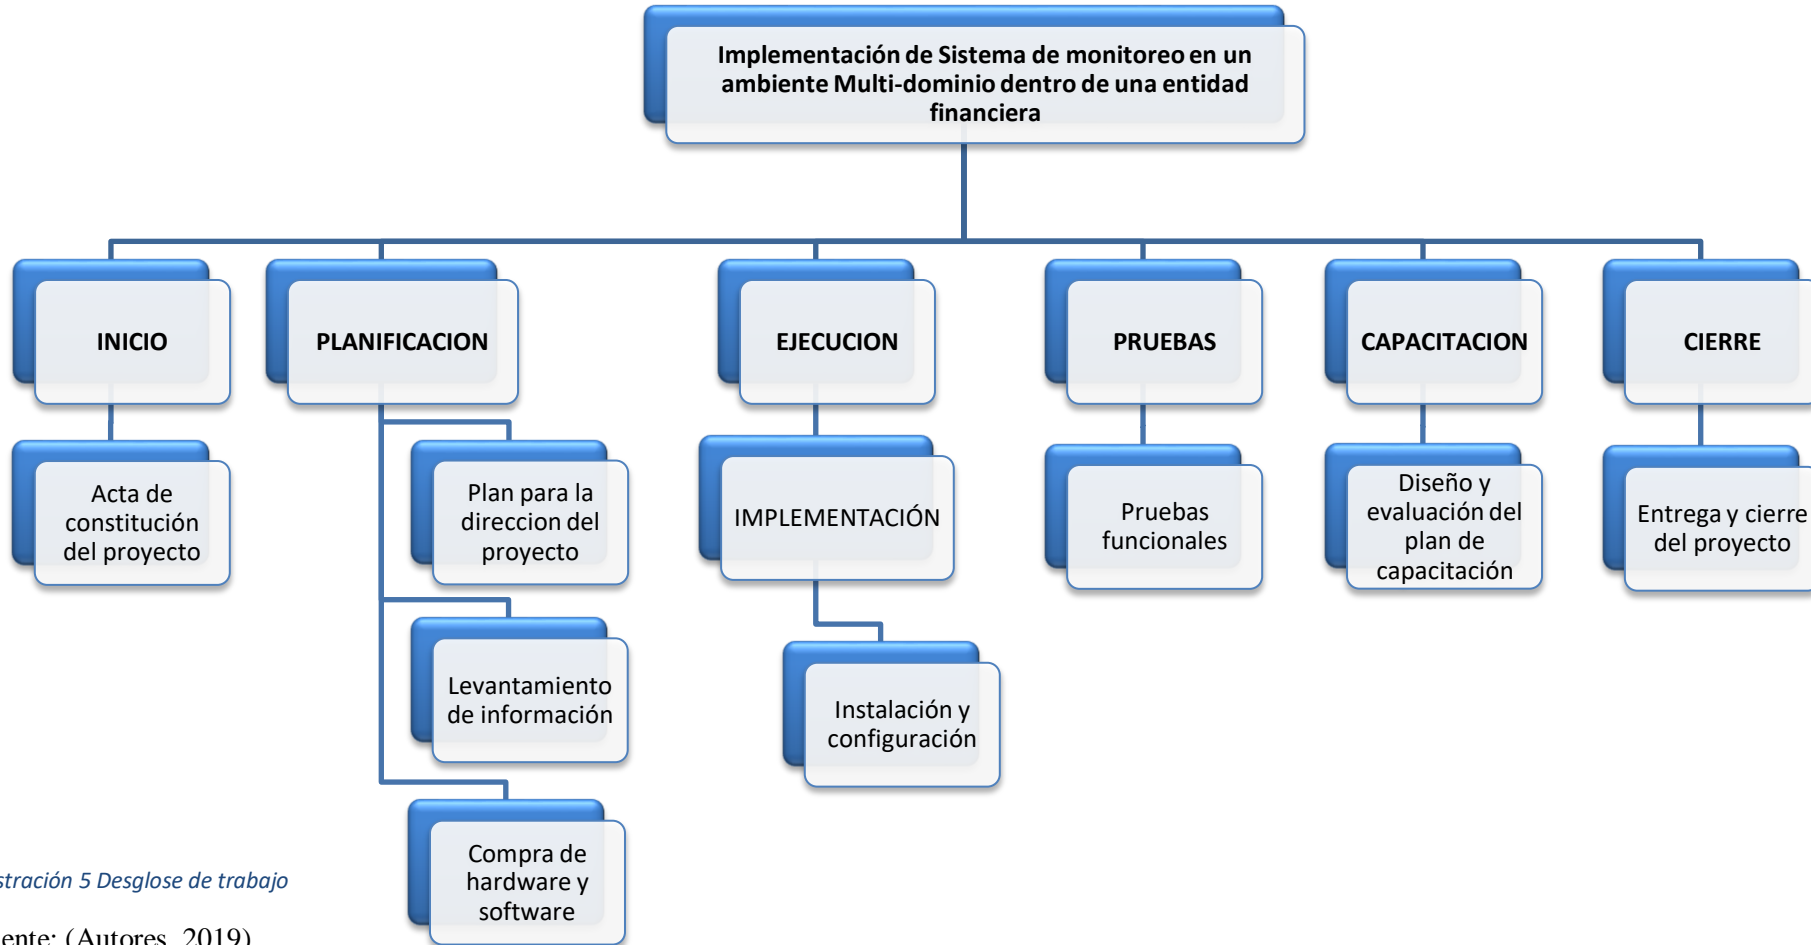 Implementación de Sistema de monitoreo en un
ambiente Multi-dominio dentro de una entidad
financiera
INICIO
PLANIFICACION
EJECUCION
PRUEBAS
CAPACITACION
CIERRE
Acta de
constitución
del proyecto
Plan para la
direccion del
proyecto
Levantamiento
de información
Compra de
hardware y
software
IMPLEMENTACIÓN
Instalación y
configuración
Pruebas
funcionales
Diseño y
evaluación del
plan de
capacitación
Entrega y cierre
del proyecto
stración 5 Desglose de trabajo
ente: (Autores, 2019)